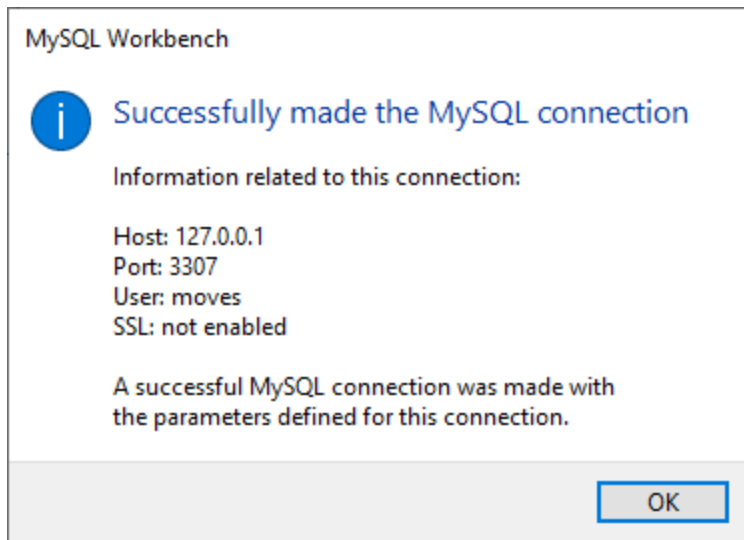 MySQL Workbench
Successfully made the MySQL connection
Information related to this connection:
Host: 127.0.0.1
Port: 3307
User: moves
SSL: not enabled
A successful MySQL connection was made with
the parameters defined for this connection.
OK